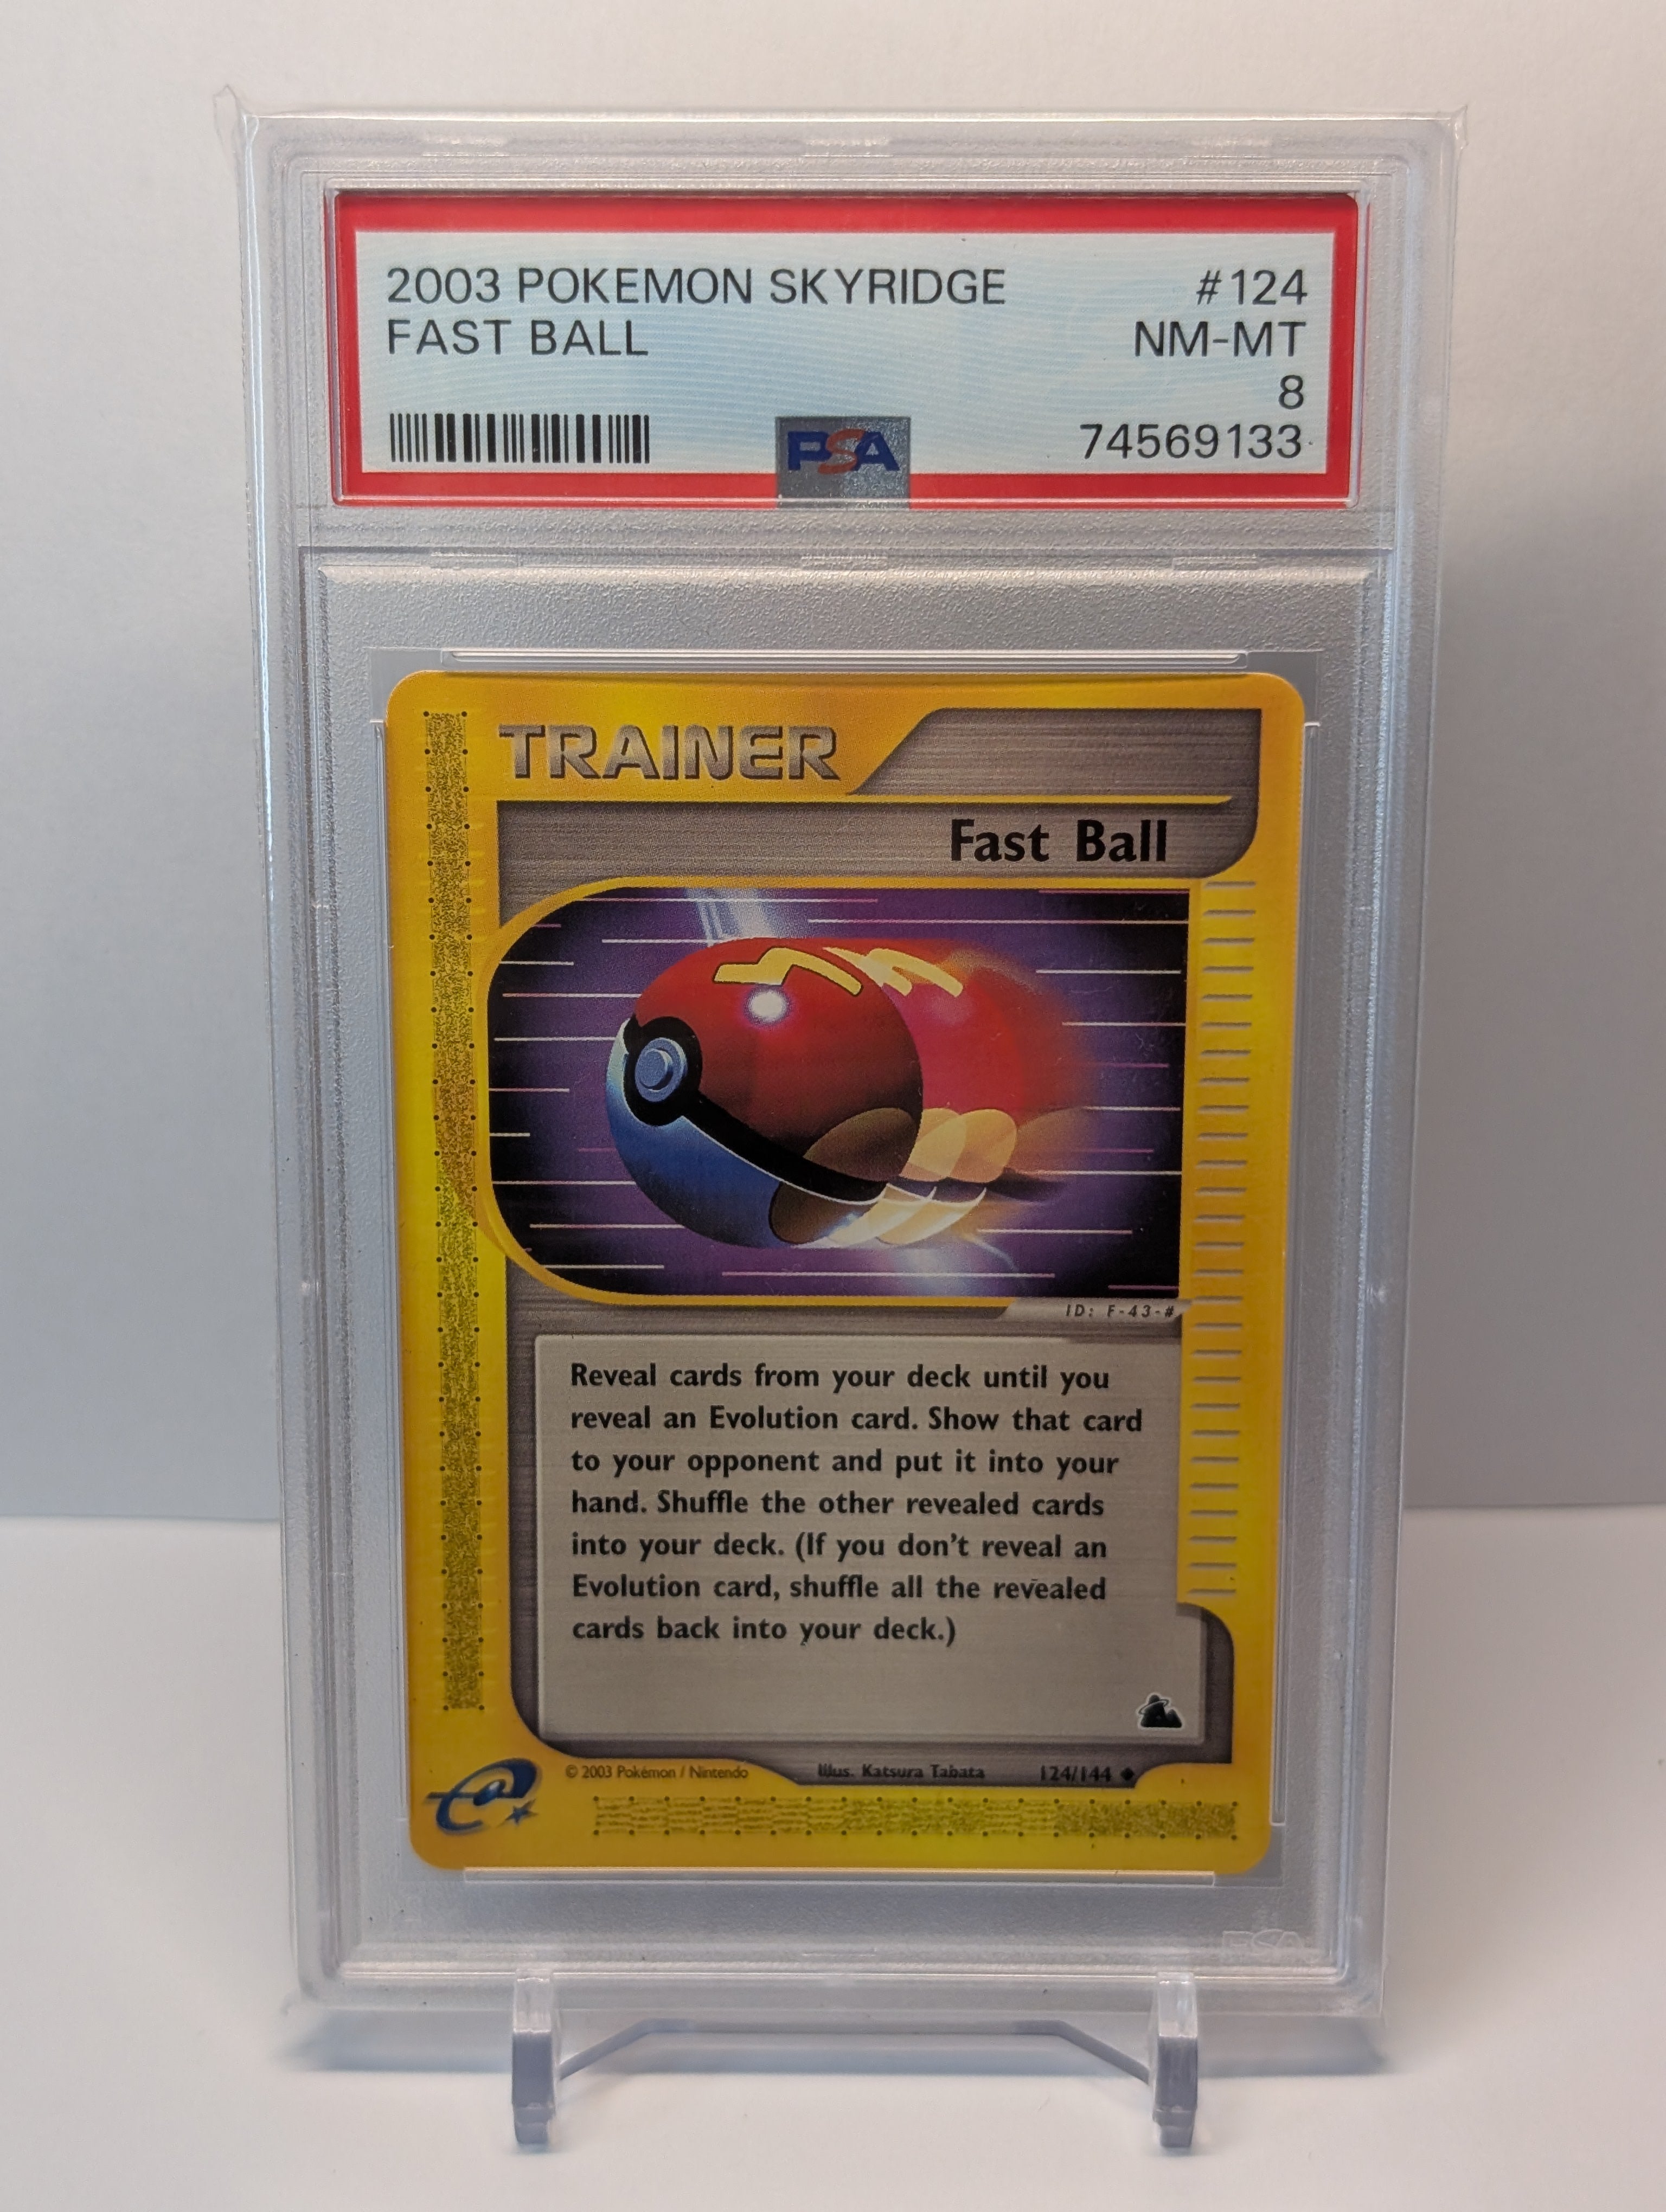 2003 POKEMON SKYRIDGE #124
FAST BALL NM-MT
8
PSA 74569133
TRAINER
Fast Ball
ID: F-43-#
Reveal cards from your deck until you
reveal an Evolution card. Show that card
to your opponent and put it into your
hand. Shuffle the other revealed cards
into your deck. (If you don't reveal an
Evolution card, shuffle all the revealed
cards back into your deck.)
e
© 2003 Pokémon / Nintendo Illus. Katsura Tabata 124/144
PSA